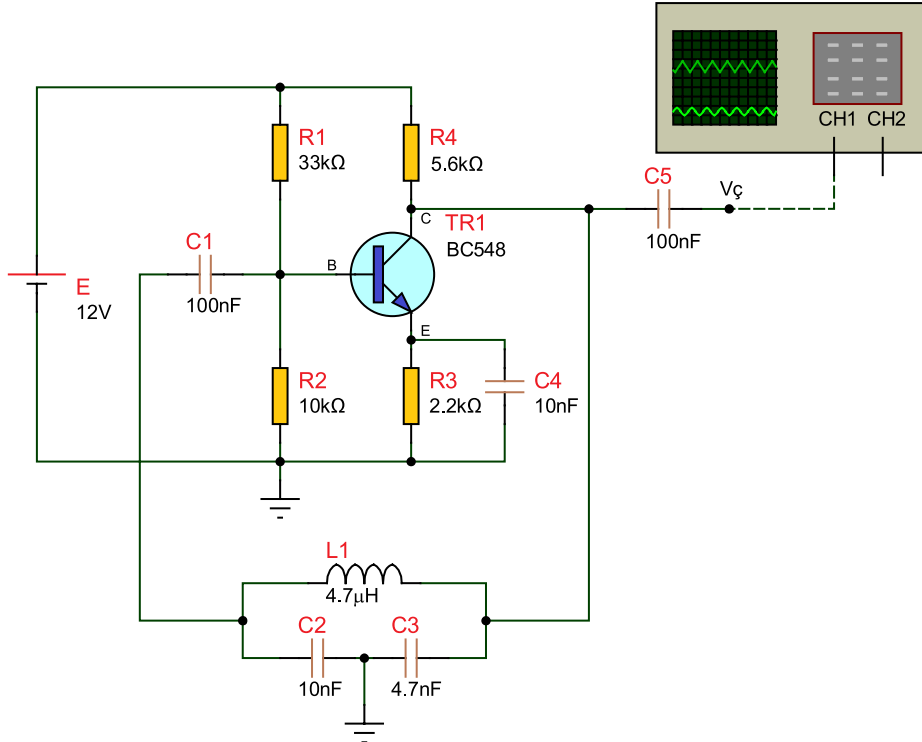 CH1 CH2
R1
33kΩ
R4
5.6kΩ
C5
100nF
Vç
C
TR1
BC548
C1
100nF
B
E
12V
E
R2
10kΩ
R3
2.2kΩ
C4
10nF
L1
4.7µH
C2
10nF
C3
4.7nF